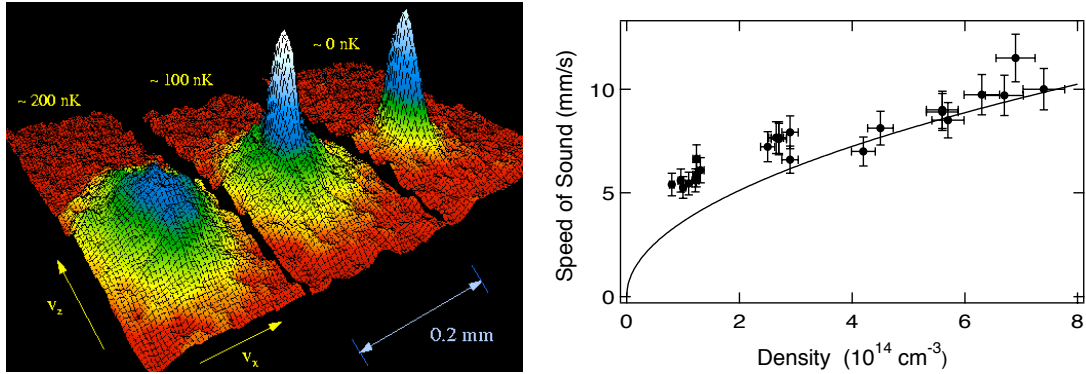 ~ 200 nK
~ 100 nK
~ 0 nK
v_z
v_x
0.2 mm
Speed of Sound (mm/s)
10
5
0
0
2
4
6
8
Density (10^14 cm^-3)